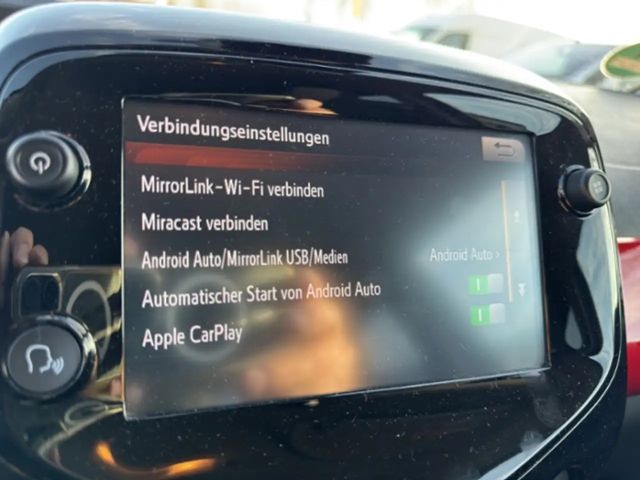 Verbindungseinstellungen
MirrorLink-Wi-Fi verbinden
Miracast verbinden
Android Auto/MirrorLink USB/Medien Android Auto ›
Automatischer Start von Android Auto
Apple CarPlay